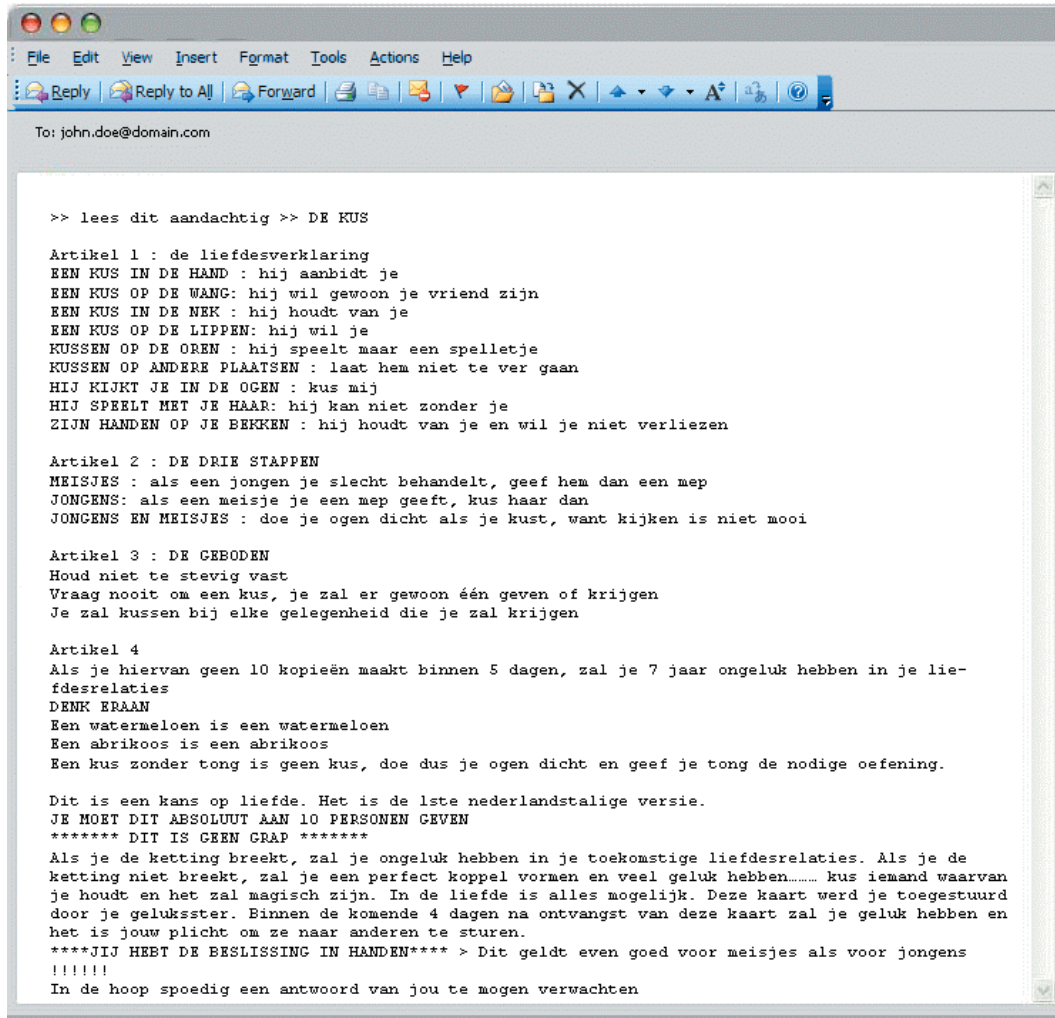 File Edit View Insert Format Tools Actions Help
Reply Reply to All Forward
To: john.doe@domain.com
>> lees dit aandachtig >> DE KUS
Artikel 1 : de liefdesverklaring
EEN KUS IN DE HAND : hij aanbidt je
EEN KUS OP DE WANG: hij wil gewoon je vriend zijn
EEN KUS IN DE NEK : hij houdt van je
EEN KUS OP DE LIPPEN: hij wil je
KUSSEN OP DE OREN : hij speelt maar een spelletje
KUSSEN OP ANDERE PLAATSEN : laat hem niet te ver gaan
HIJ KIJKT JE IN DE OGEN : kus mij
HIJ SPEELT MET JE HAAR: hij kan niet zonder je
ZIJN HANDEN OP JE BEKKEN : hij houdt van je en wil je niet verliezen
Artikel 2 : DE DRIE STAPPEN
MEISJES : als een jongen je slecht behandelt, geef hem dan een mep
JONGENS: als een meisje je een mep geeft, kus haar dan
JONGENS EN MEISJES : doe je ogen dicht als je kust, want kijken is niet mooi
Artikel 3 : DE GEBODEN
Houd niet te stevig vast
Vraag nooit om een kus, je zal er gewoon één geven of krijgen
Je zal kussen bij elke gelegenheid die je zal krijgen
Artikel 4
Als je hiervan geen 10 kopieën maakt binnen 5 dagen, zal je 7 jaar ongeluk hebben in je lie-
fdesrelaties
DENK ERAAN
Een watermeloen is een watermeloen
Een abrikoos is een abrikoos
Een kus zonder tong is geen kus, doe dus je ogen dicht en geef je tong de nodige oefening.
Dit is een kans op liefde. Het is de 1ste nederlandstalige versie.
JE MOET DIT ABSOLUUT AAN 10 PERSONEN GEVEN
******* DIT IS GEEN GRAP *******
Als je de ketting breekt, zal je ongeluk hebben in je toekomstige liefdesrelaties. Als je de
ketting niet breekt, zal je een perfect koppel vormen en veel geluk hebben……… kus iemand waarvan
je houdt en het zal magisch zijn. In de liefde is alles mogelijk. Deze kaart werd je toegestuurd
door je geluksster. Binnen de komende 4 dagen na ontvangst van deze kaart zal je geluk hebben en
het is jouw plicht om ze naar anderen te sturen.
****JIJ HEBT DE BESLISSING IN HANDEN**** > Dit geldt even goed voor meisjes als voor jongens
!!!!!!
In de hoop spoedig een antwoord van jou te mogen verwachten